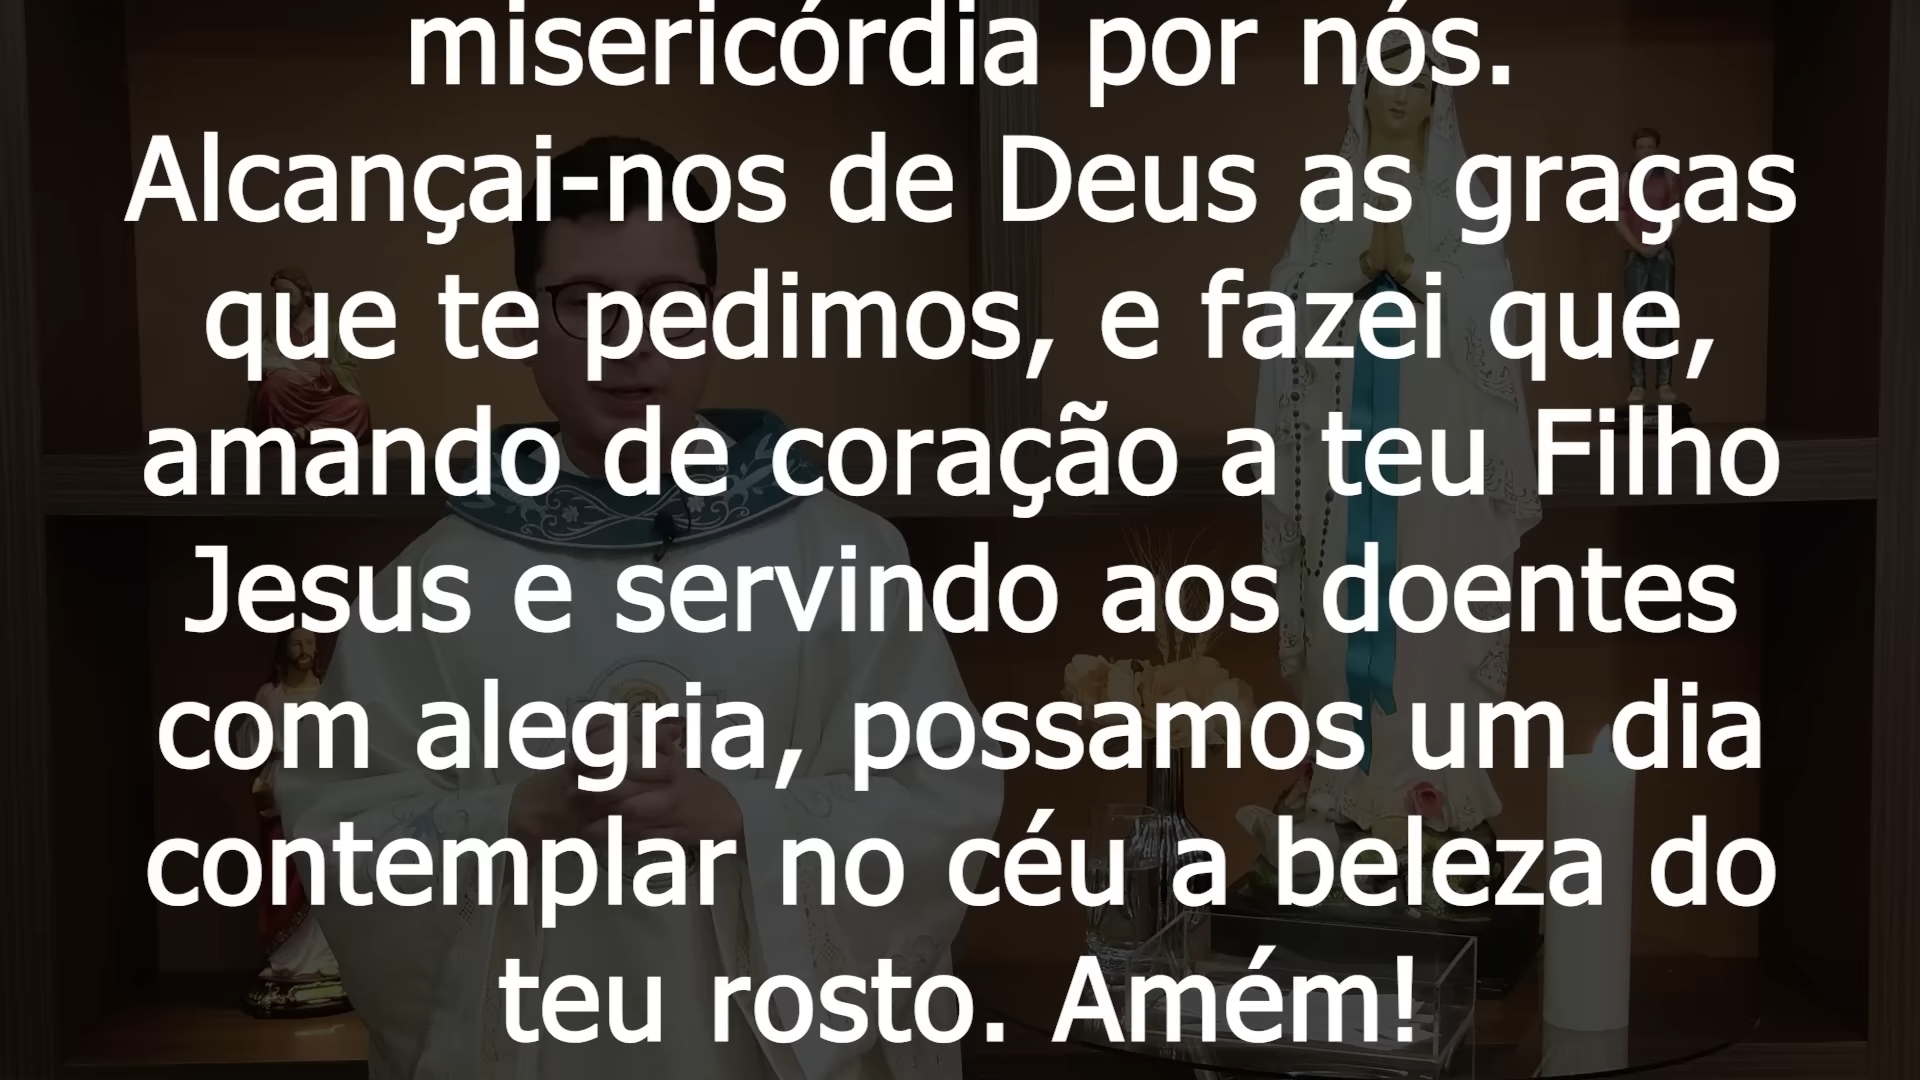 misericórdia por nós.
Alcançai-nos de Deus as graças
que te pedimos, e fazei que,
amando de coração a teu Filho
Jesus e servindo aos doentes
com alegria, possamos um dia
contemplar no céu a beleza do
teu rosto. Amém!